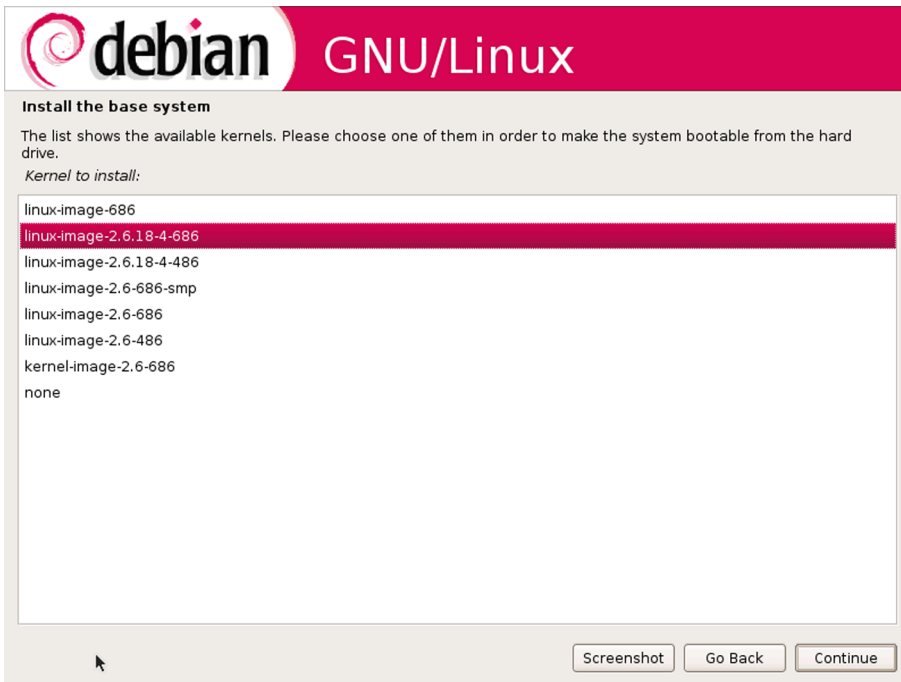 debian GNU/Linux
Install the base system
The list shows the available kernels. Please choose one of them in order to make the system bootable from the hard
drive.
Kernel to install:
linux-image-686
linux-image-2.6.18-4-686
linux-image-2.6.18-4-486
linux-image-2.6-686-smp
linux-image-2.6-686
linux-image-2.6-486
kernel-image-2.6-686
none
Screenshot Go Back Continue